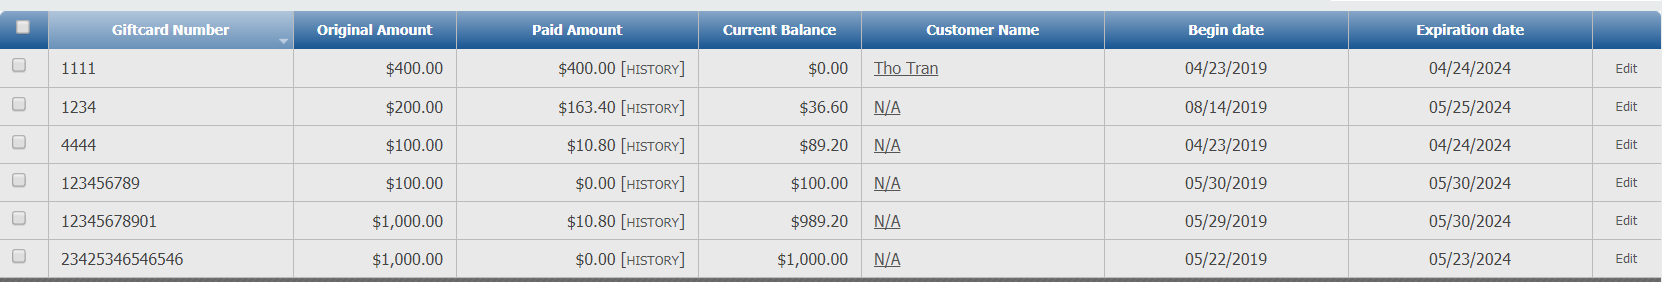 Giftcard Number Original Amount Paid Amount Current Balance Customer Name Begin date Expiration date
1111 $400.00 $400.00 [HISTORY] $0.00 Tho Tran 04/23/2019 04/24/2024 Edit
1234 $200.00 $163.40 [HISTORY] $36.60 N/A 08/14/2019 05/25/2024 Edit
4444 $100.00 $10.80 [HISTORY] $89.20 N/A 04/23/2019 04/24/2024 Edit
123456789 $100.00 $0.00 [HISTORY] $100.00 N/A 05/30/2019 05/30/2024 Edit
12345678901 $1,000.00 $10.80 [HISTORY] $989.20 N/A 05/29/2019 05/30/2024 Edit
23425346546546 $1,000.00 $0.00 [HISTORY] $1,000.00 N/A 05/22/2019 05/23/2024 Edit